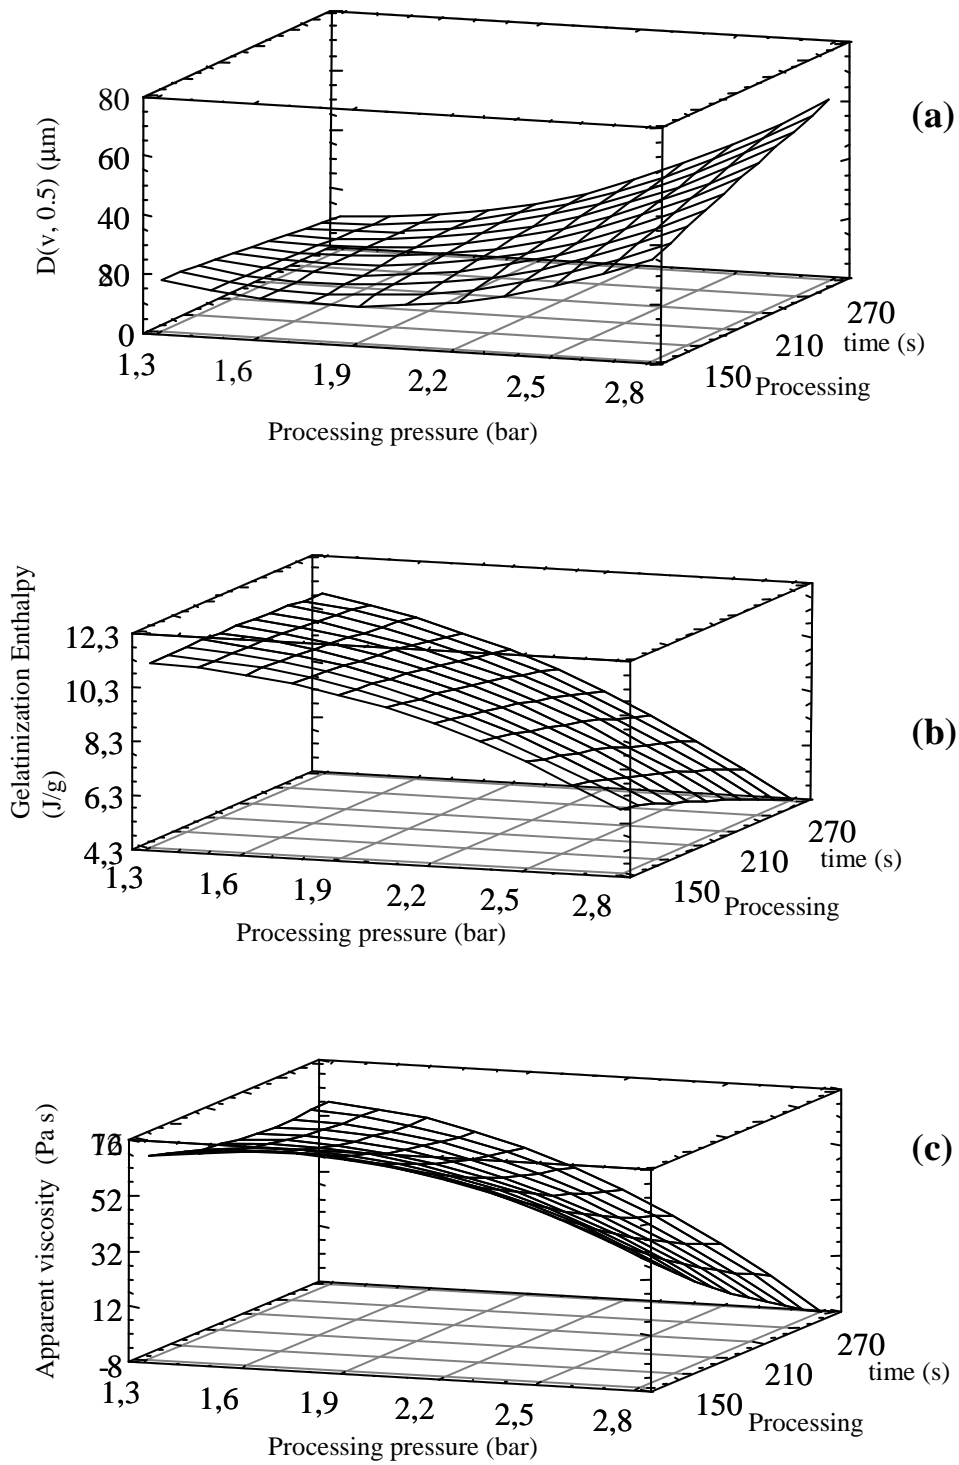 (a)
D(v, 0.5) (µm)
80
60
40
20
0
1,3
1,6
1,9
2,2
2,5
2,8
Processing pressure (bar)
150
210
270
Processing
time (s)
(b)
Gelatinization Enthalpy
(J/g)
12,3
10,3
8,3
6,3
4,3
1,3
1,6
1,9
2,2
2,5
2,8
Processing pressure (bar)
150
210
270
Processing
time (s)
(c)
Apparent viscosity (Pa s)
52
32
12
-8
1,3
1,6
1,9
2,2
2,5
2,8
Processing pressure (bar)
150
210
270
Processing
time (s)